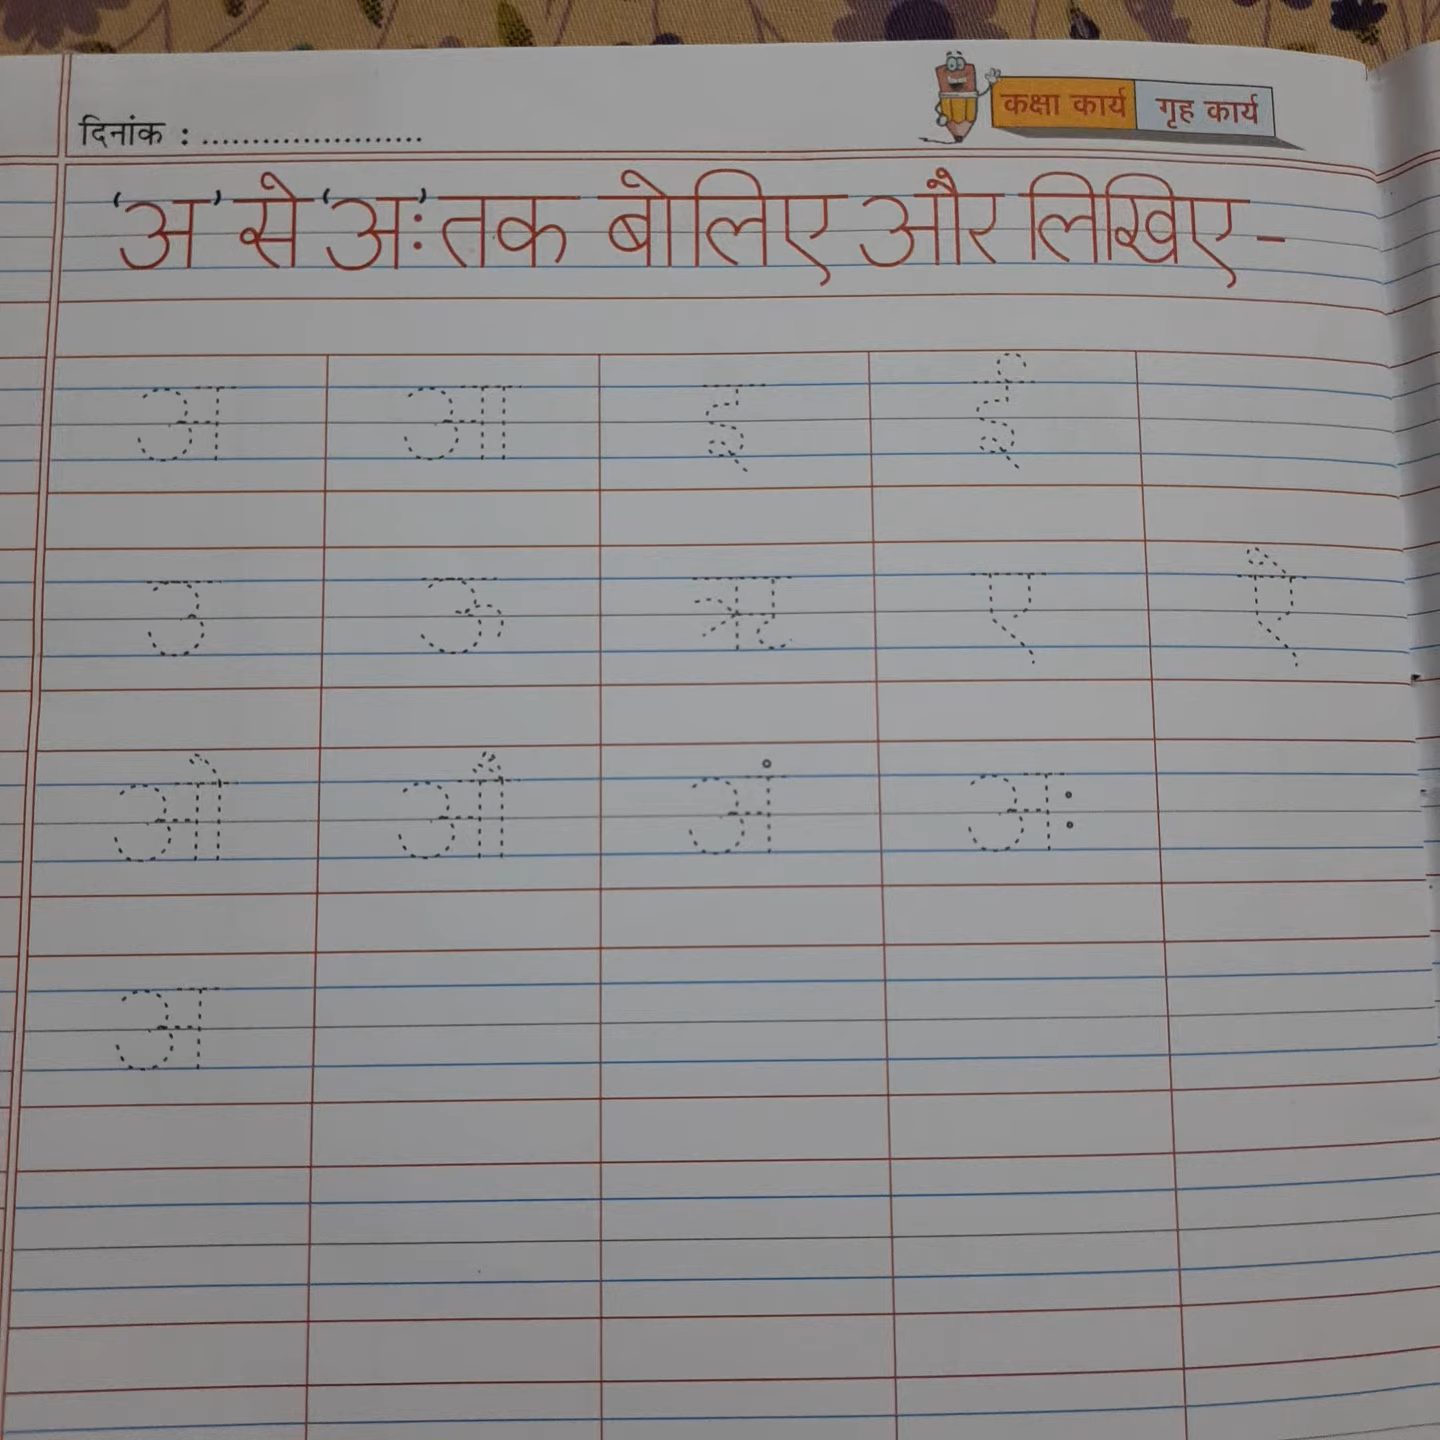 दिनांक : ......................
कक्षा कार्य गृह कार्य
'अ' से 'अः' तक बोलिए और लिखिए -
अ आ इ ई
उ ऊ ऋ ए ऐ
ओ औ अं अः
अ